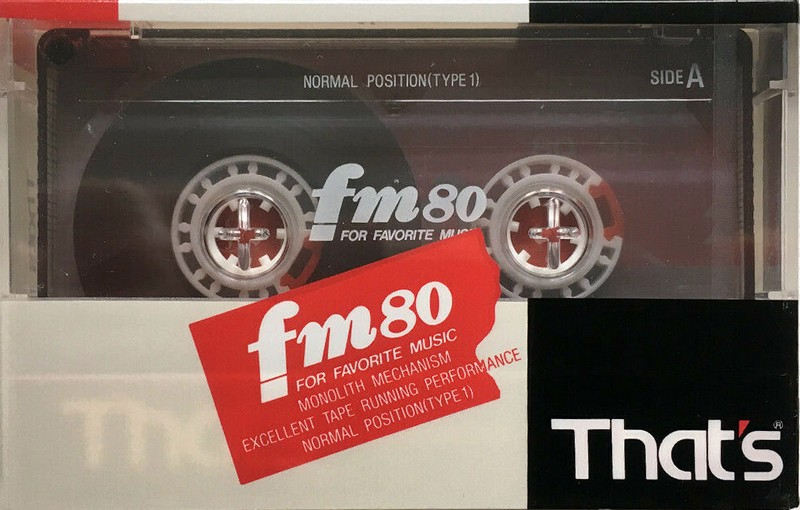 NORMAL POSITION(TYPE 1)
SIDE A
fm80
FOR FAVORITE
fm80
FOR FAVORITE MUSIC
MONOLITH MECHANISM
EXCELLENT TAPE RUNNING PERFORMANCE
NORMAL POSITION(TYPE 1)
That's®